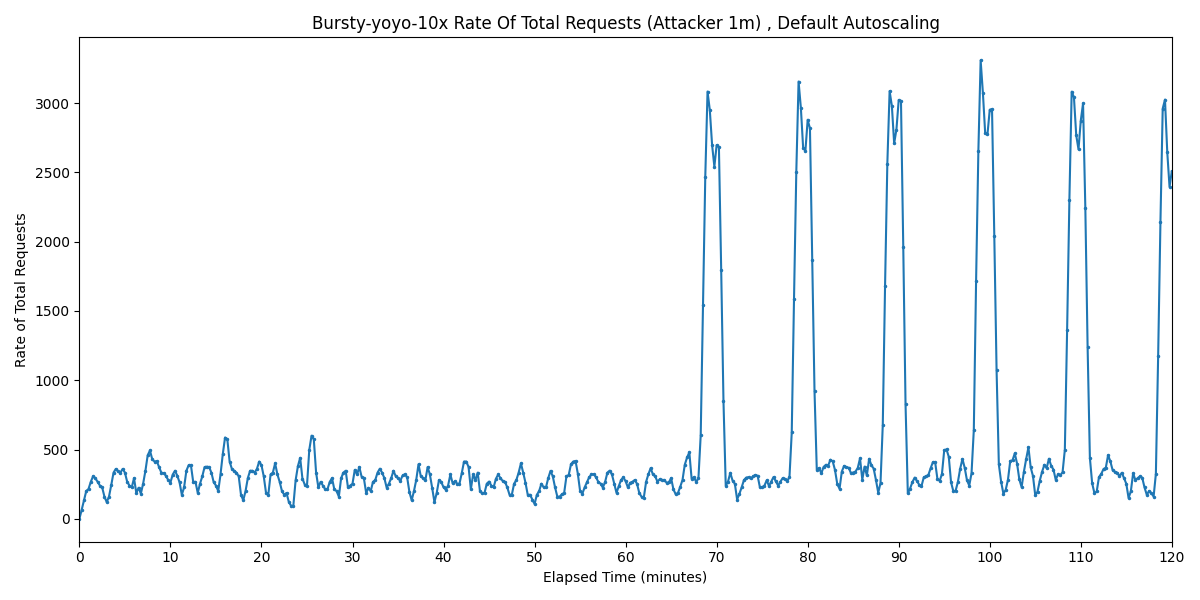 Bursty-yoyo-10x Rate Of Total Requests (Attacker 1m) , Default Autoscaling
Rate of Total Requests
3000
2500
2000
1500
1000
500
0
0 10 20 30 40 50 60 70 80 90 100 110 120
Elapsed Time (minutes)